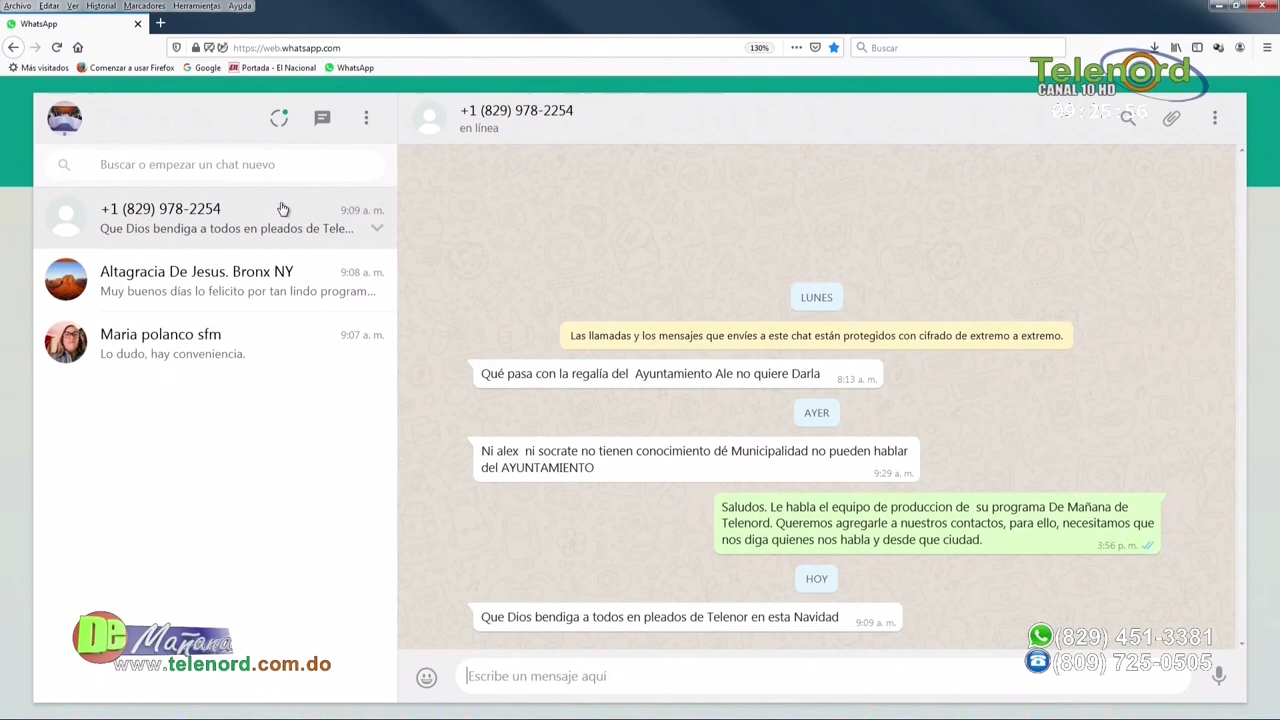 Archivo Editar Ver Historial Marcadores Herramientas Ayuda
WhatsApp
https://web.whatsapp.com
130%
Buscar
Más visitados Comenzar a usar Firefox Google Portada - El Nacional WhatsApp
Telenord
CANAL 10 HD
09:25:56
+1 (829) 978-2254
en línea
Buscar o empezar un chat nuevo
+1 (829) 978-2254 9:09 a. m.
Que Dios bendiga a todos en pleados de Tele...
Altagracia De Jesus. Bronx NY 9:08 a. m.
Muy buenos días lo felicito por tan lindo program...
Maria polanco sfm 9:07 a. m.
Lo dudo, hay conveniencia.
LUNES
Las llamadas y los mensajes que envíes a este chat están protegidos con cifrado de extremo a extremo.
Qué pasa con la regalía del Ayuntamiento Ale no quiere Darla 8:13 a. m.
AYER
Ni alex ni socrate no tienen conocimiento dé Municipalidad no pueden hablar
del AYUNTAMIENTO 9:29 a. m.
Saludos. Le habla el equipo de produccion de su programa De Mañana de
Telenord. Queremos agregarle a nuestros contactos, para ello, necesitamos que
nos diga quienes nos habla y desde que ciudad. 3:56 p. m.
HOY
Que Dios bendiga a todos en pleados de Telenor en esta Navidad 9:09 a. m.
Escribe un mensaje aquí
De Mañana
www.telenord.com.do
(829) 451-3381
(809) 725-0505